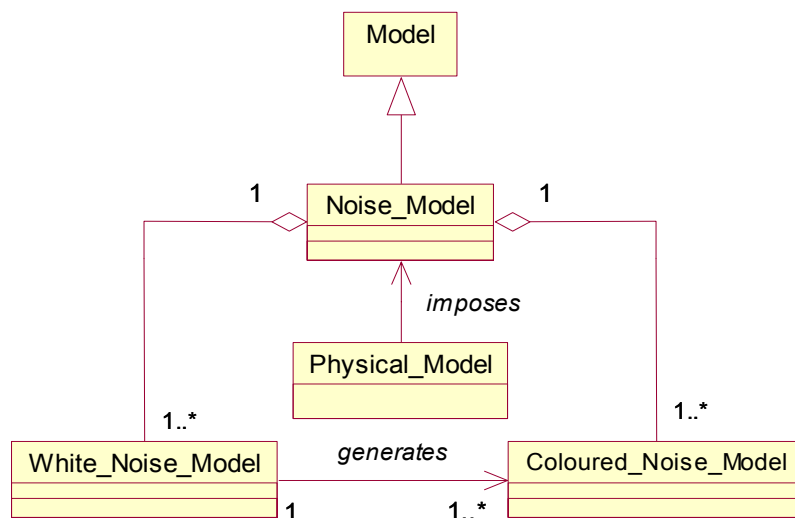 Model
1
Noise_Model
1
imposes
Physical_Model
1..*
1..*
White_Noise_Model
generates
Coloured_Noise_Model
1
1..*